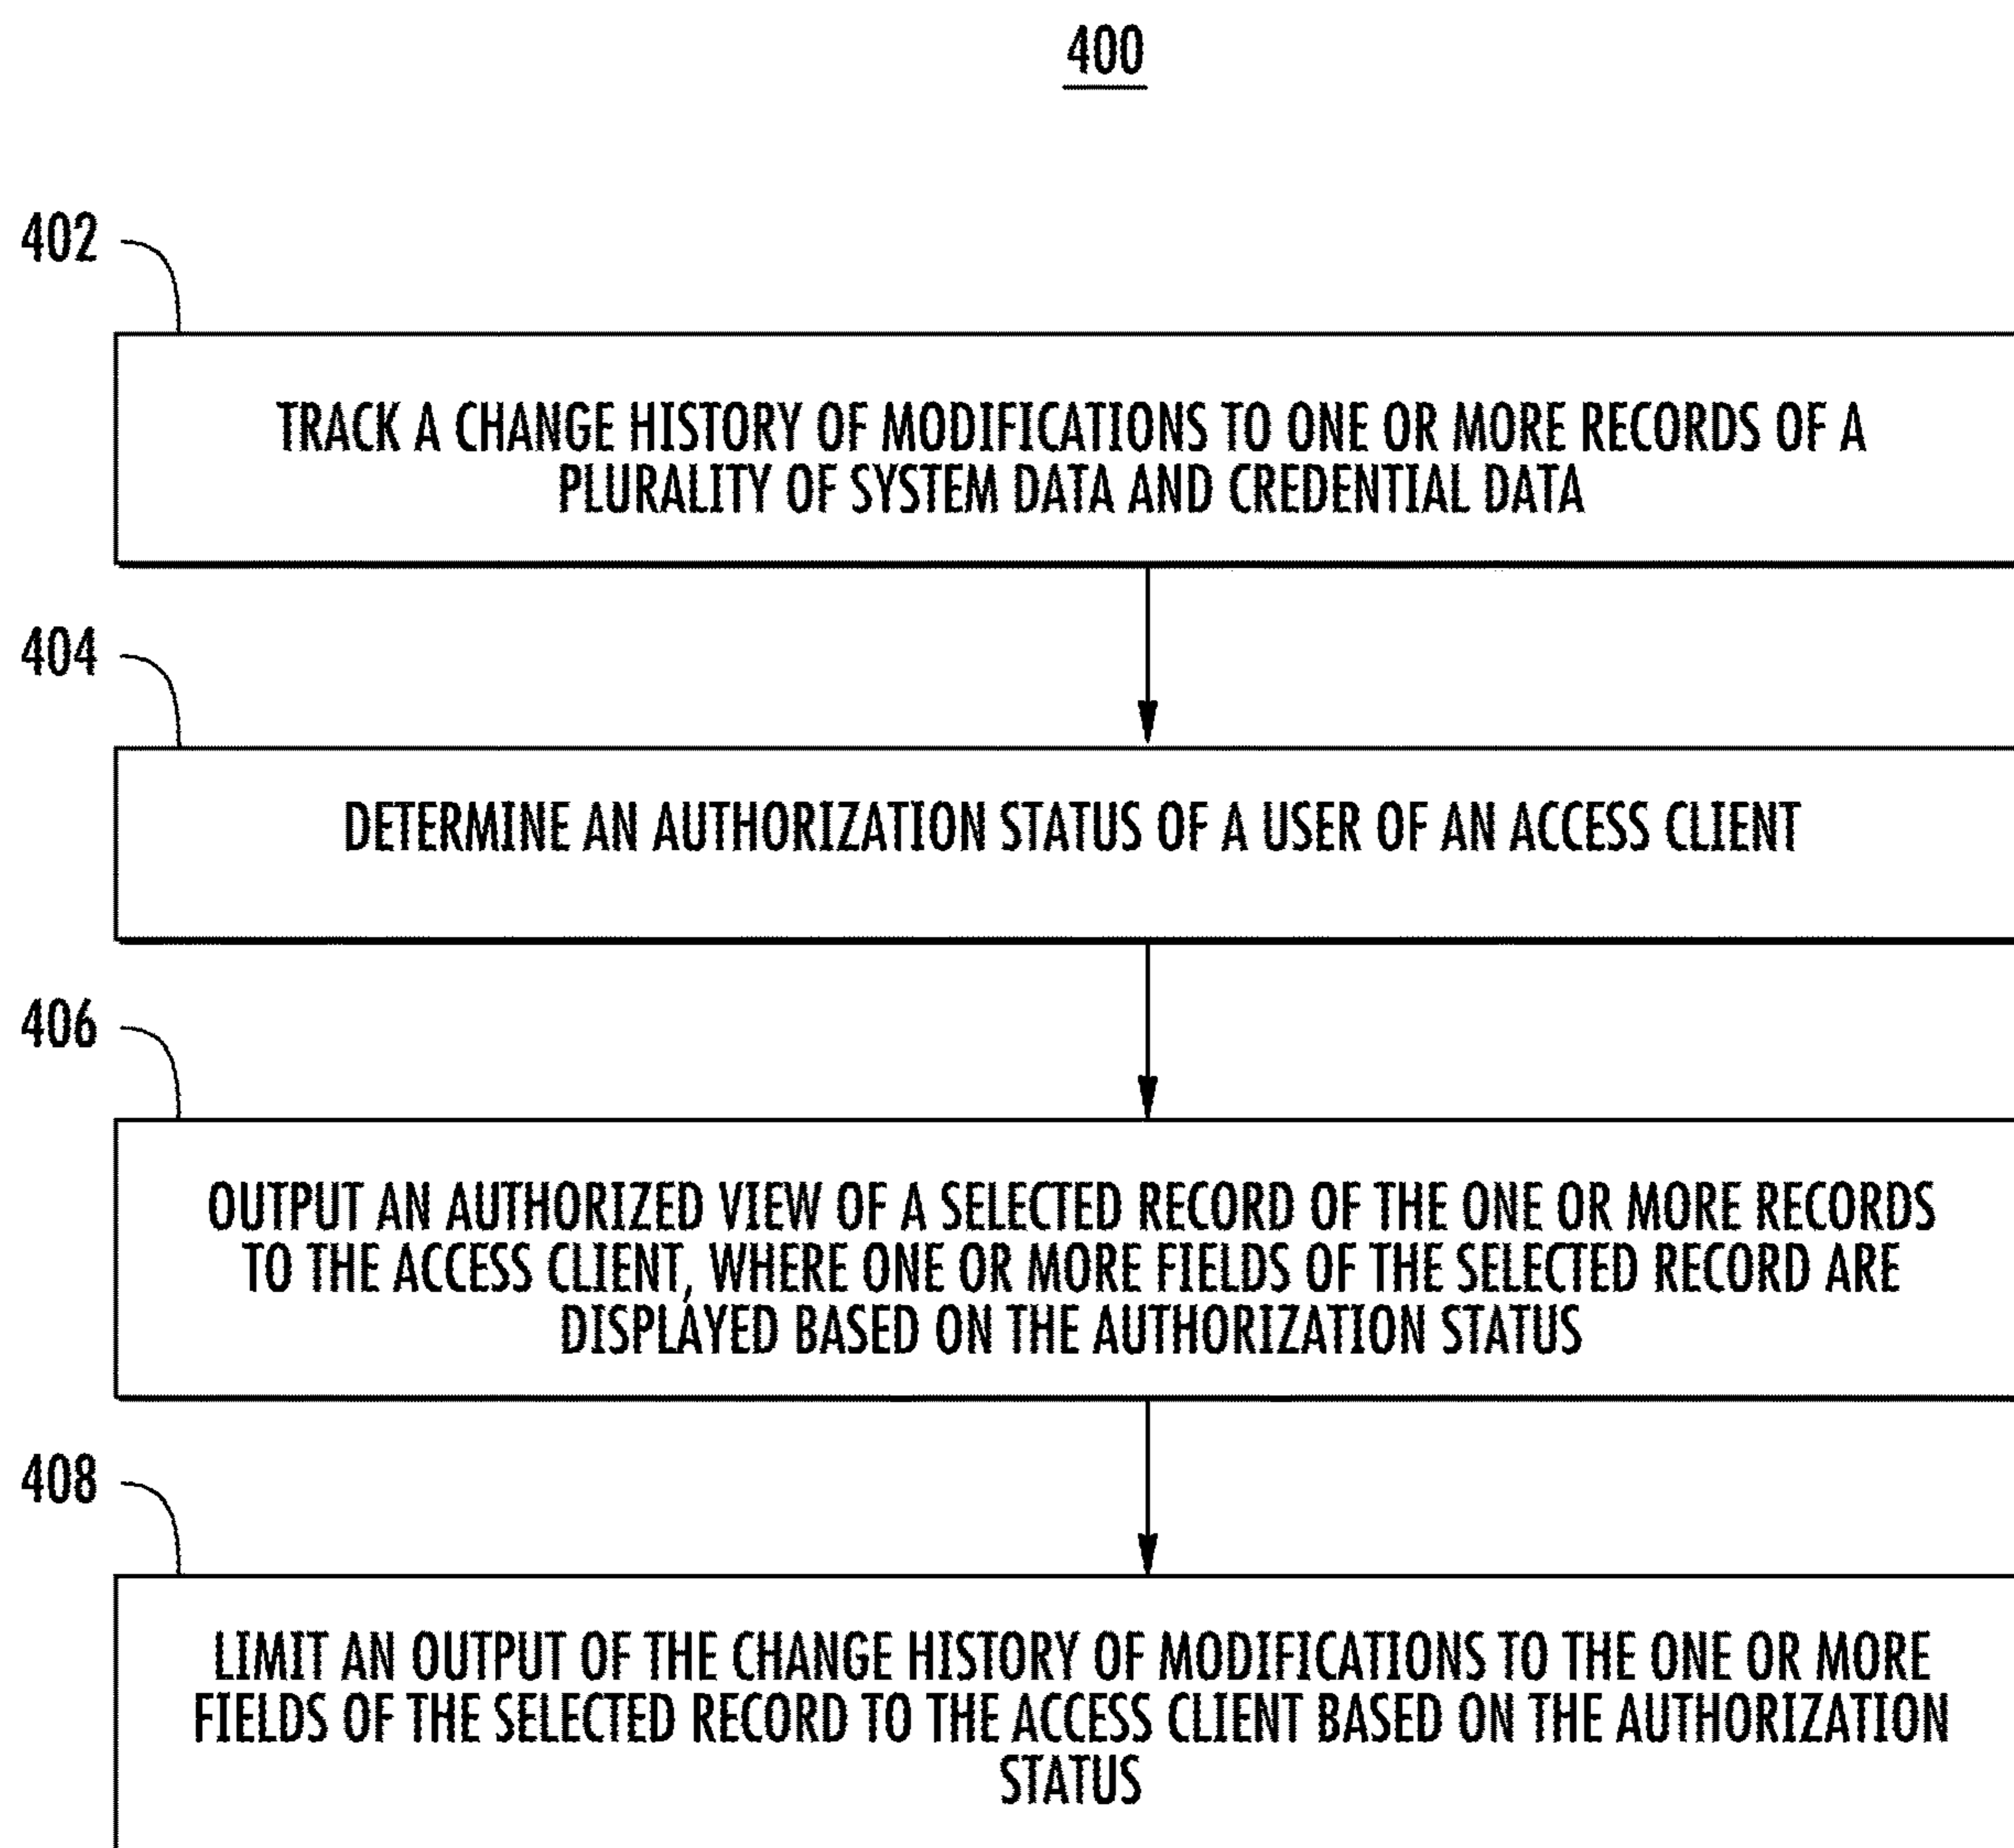 400
402
TRACK A CHANGE HISTORY OF MODIFICATIONS TO ONE OR MORE RECORDS OF A
PLURALITY OF SYSTEM DATA AND CREDENTIAL DATA
404
DETERMINE AN AUTHORIZATION STATUS OF A USER OF AN ACCESS CLIENT
406
OUTPUT AN AUTHORIZED VIEW OF A SELECTED RECORD OF THE ONE OR MORE RECORDS
TO THE ACCESS CLIENT, WHERE ONE OR MORE FIELDS OF THE SELECTED RECORD ARE
DISPLAYED BASED ON THE AUTHORIZATION STATUS
408
LIMIT AN OUTPUT OF THE CHANGE HISTORY OF MODIFICATIONS TO THE ONE OR MORE
FIELDS OF THE SELECTED RECORD TO THE ACCESS CLIENT BASED ON THE AUTHORIZATION
STATUS